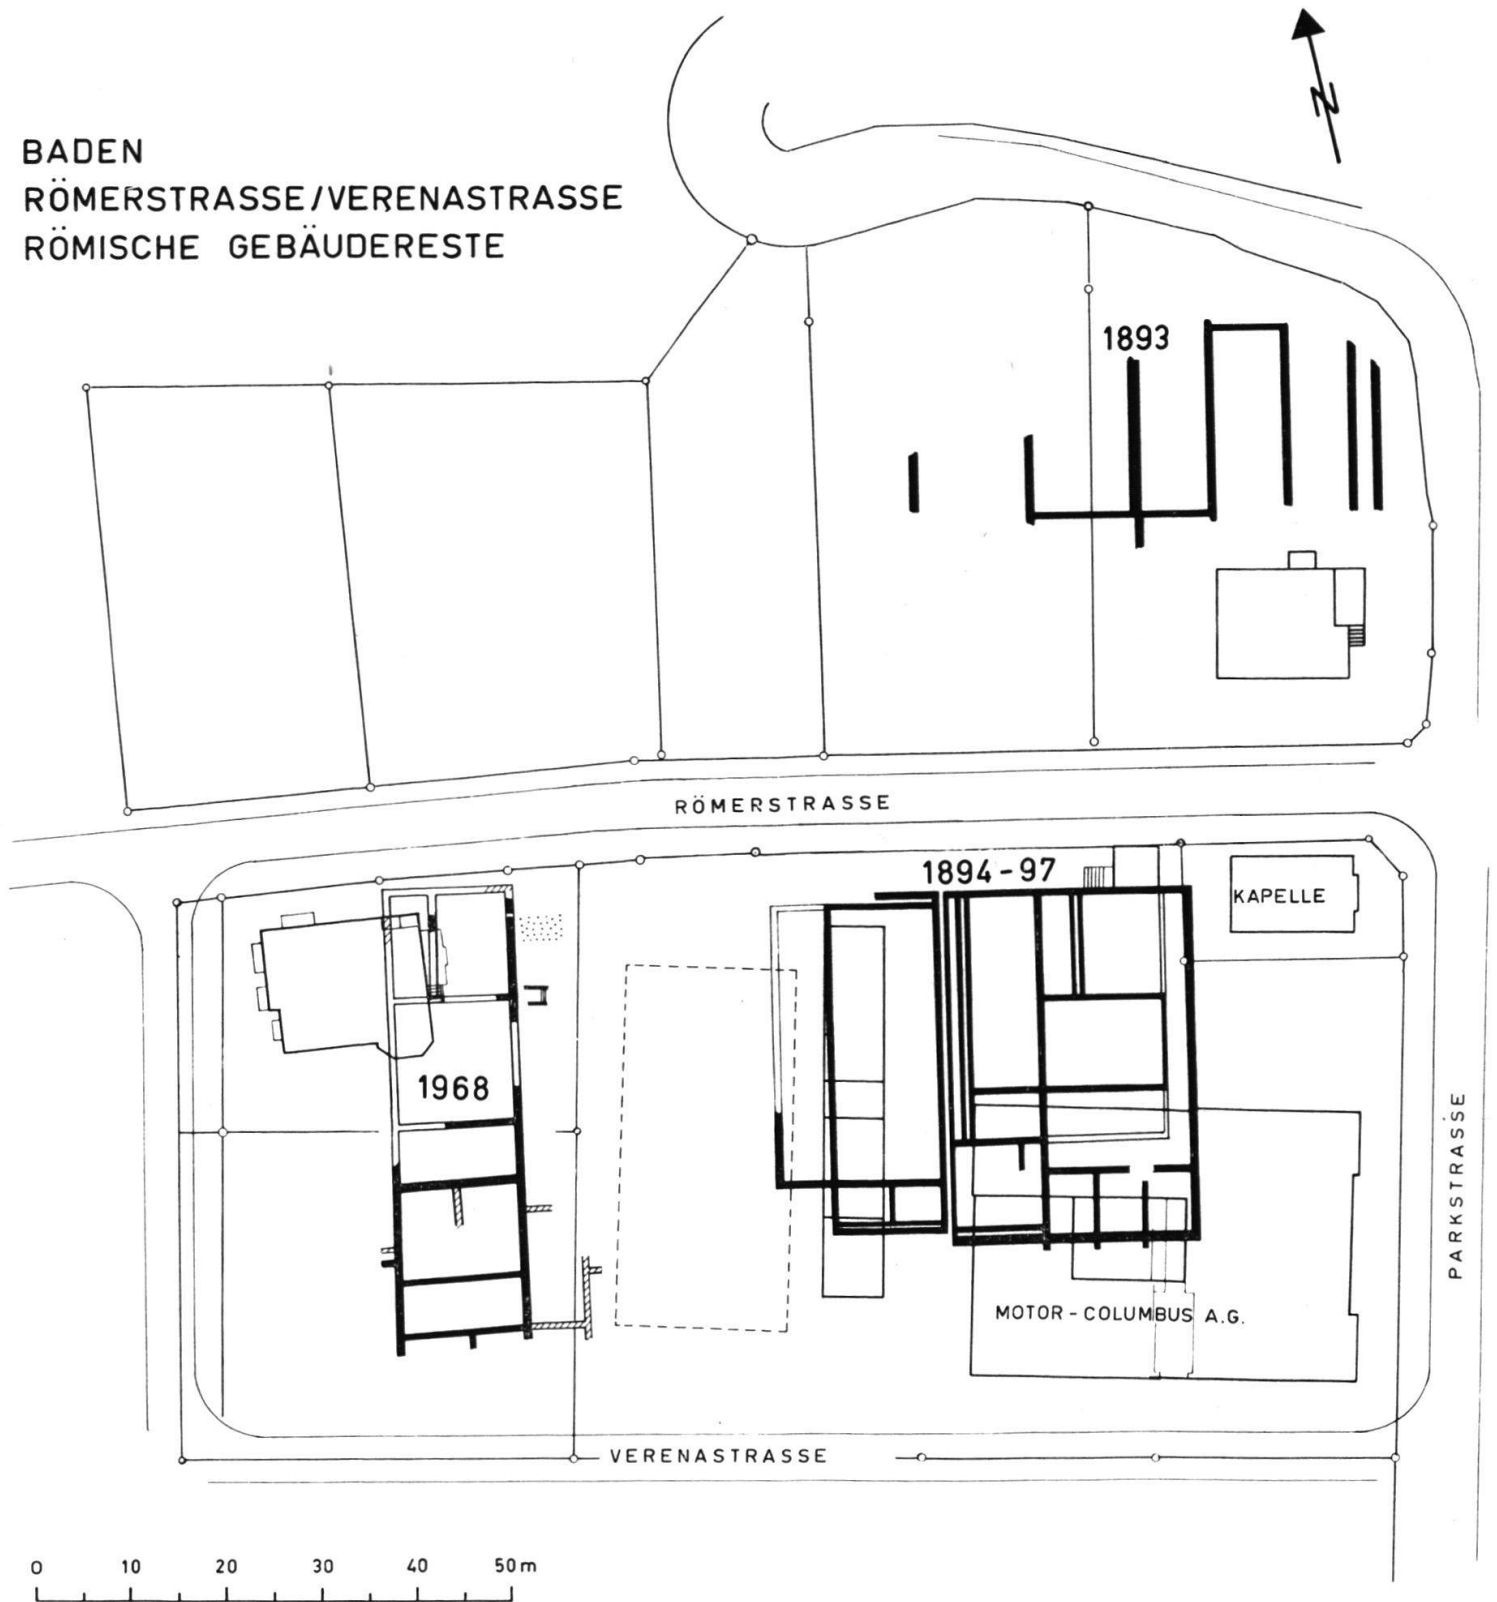 N
BADEN
RÖMERSTRASSE/VERENASTRASSE
RÖMISCHE GEBÄUDERESTE
1893
RÖMERSTRASSE
1894-97
KAPELLE
1968
PARKSTRASSE
MOTOR-COLUMBUS A.G.
VERENASTRASSE
0 10 20 30 40 50m